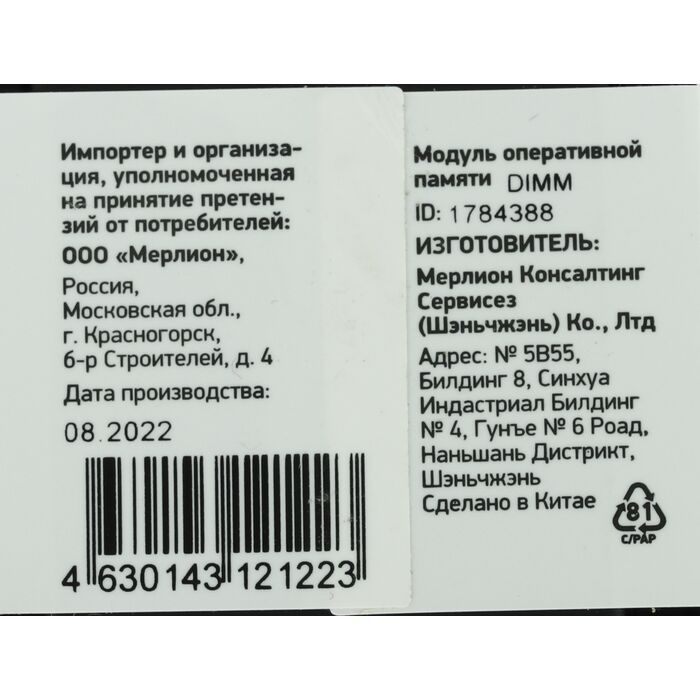 Импортер и организа-
ция, уполномоченная
на принятие претен-
зий от потребителей:
ООО «Мерлион»,
Россия,
Московская обл.,
г. Красногорск,
б-р Строителей, д. 4
Дата производства:
08.2022
4 630143 121223
Модуль оперативной
памяти DIMM
ID: 1784388
ИЗГОТОВИТЕЛЬ:
Мерлион Консалтинг
Сервисез
(Шэньчжэнь) Ко., Лтд
Адрес: № 5В55,
Билдинг 8, Синхуа
Индастриал Билдинг
№ 4, Гунъе № 6 Роад,
Наньшань Дистрикт,
Шэньчжэнь
Сделано в Китае
81
C/PAP